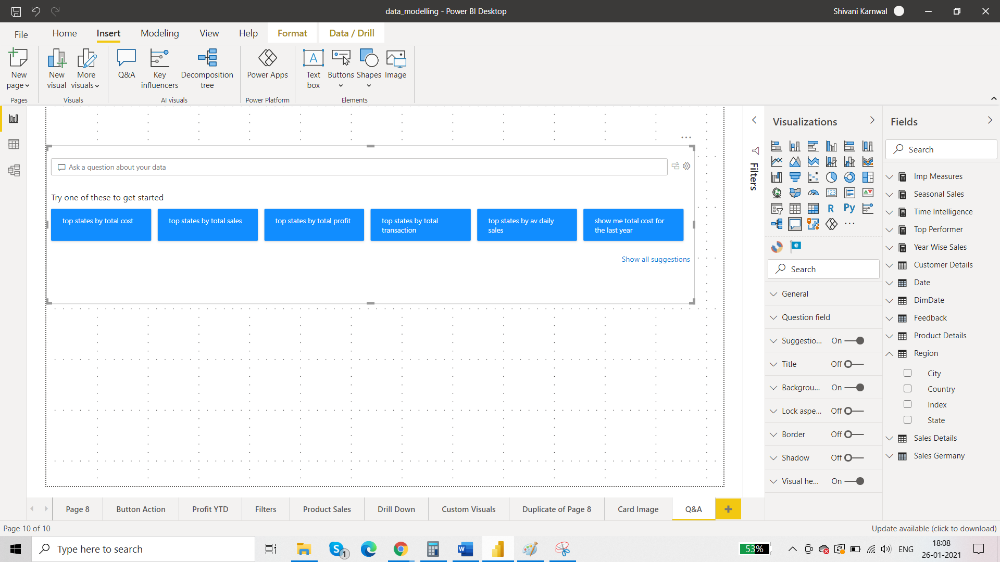 data_modelling - Power BI Desktop
Shivani Karnwal
File
Home
Insert
Modeling
View
Help
Format
Data / Drill
New page
New visual
More visuals
Q&A
Key influencers
Decomposition tree
Power Apps
A
Text box
Buttons
Shapes
Image
Pages
Visuals
AI visuals
Power Platform
Elements
Ask a question about your data
Try one of these to get started
top states by total cost
top states by total sales
top states by total profit
top states by total
transaction
top states by av daily
sales
show me total cost for
the last year
Show all suggestions
Filters
Visualizations
123
R
Py
Search
General
Question field
Suggestio... On
Title Off
Backgrou... On
Lock aspe... Off
Border Off
Shadow Off
Visual he... On
Fields
Search
Imp Measures
Seasonal Sales
Time Intelligence
Top Performer
Year Wise Sales
Customer Details
Date
DimDate
Feedback
Product Details
Region
City
Country
Index
State
Sales Details
Sales Germany
Page 8
Button Action
Profit YTD
Filters
Product Sales
Drill Down
Custom Visuals
Duplicate of Page 8
Card Image
Q&A
Page 10 of 10
Update available (click to download)
Type here to search
S
1
W
53%
ENG
18:08
26-01-2021